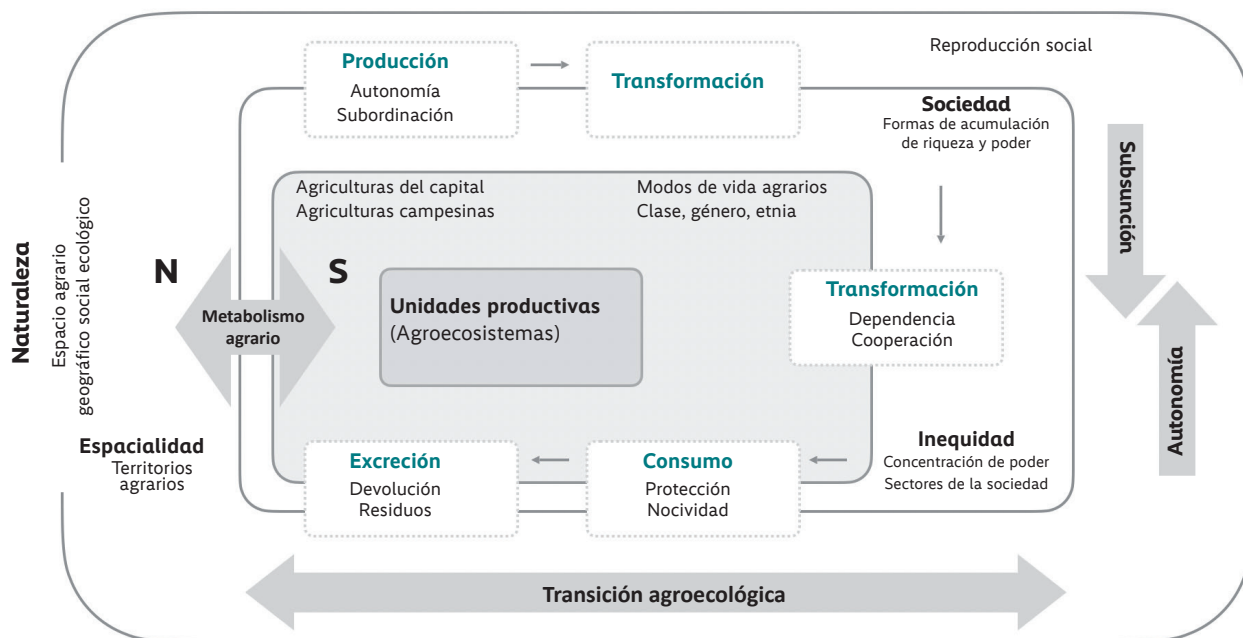 Reproducción social
Producción
Autonomía
Subordinación
Transformación
Sociedad
Formas de acumulación
de riqueza y poder
Subsunción
Autonomía
Agriculturas del capital
Agriculturas campesinas
Modos de vida agrarios
Clase, género, etnia
Naturaleza
Espacio agrario
geográfico social ecológico
N
S
Metabolismo
agrario
Unidades productivas
(Agroecosistemas)
Transformación
Dependencia
Cooperación
Espacialidad
Territorios
agrarios
Excreción
Devolución
Residuos
Consumo
Protección
Nocividad
Inequidad
Concentración de poder
Sectores de la sociedad
Transición agroecológica